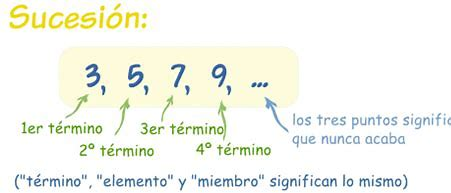 Sucesión:
3, 5, 7, 9, ...
1er término
2º término
3er término
4º término
los tres puntos
que nunca acaba
("término", "elemento" y "miembro" significan lo mismo)